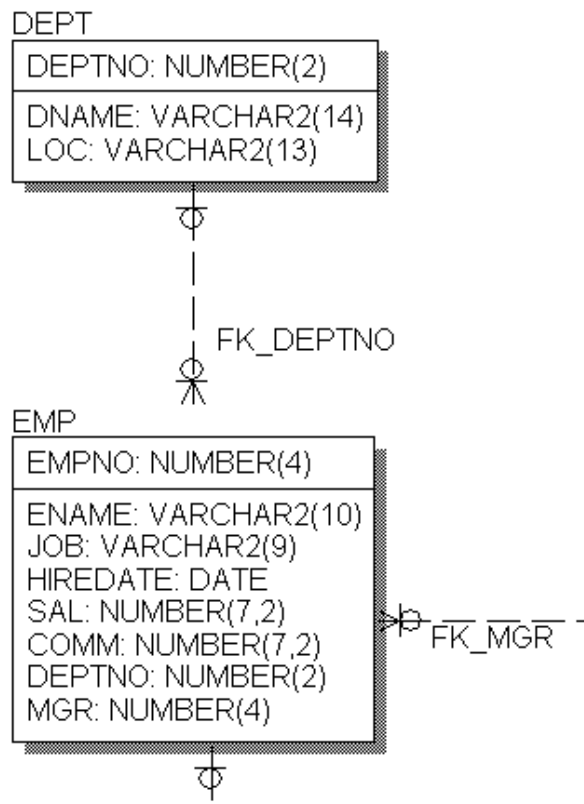 DEPT
DEPTNO: NUMBER(2)
DNAME: VARCHAR2(14)
LOC: VARCHAR2(13)
FK_DEPTNO
EMP
EMPNO: NUMBER(4)
ENAME: VARCHAR2(10)
JOB: VARCHAR2(9)
HIREDATE: DATE
SAL: NUMBER(7,2)
COMM: NUMBER(7,2)
DEPTNO: NUMBER(2)
MGR: NUMBER(4)
FK_MGR